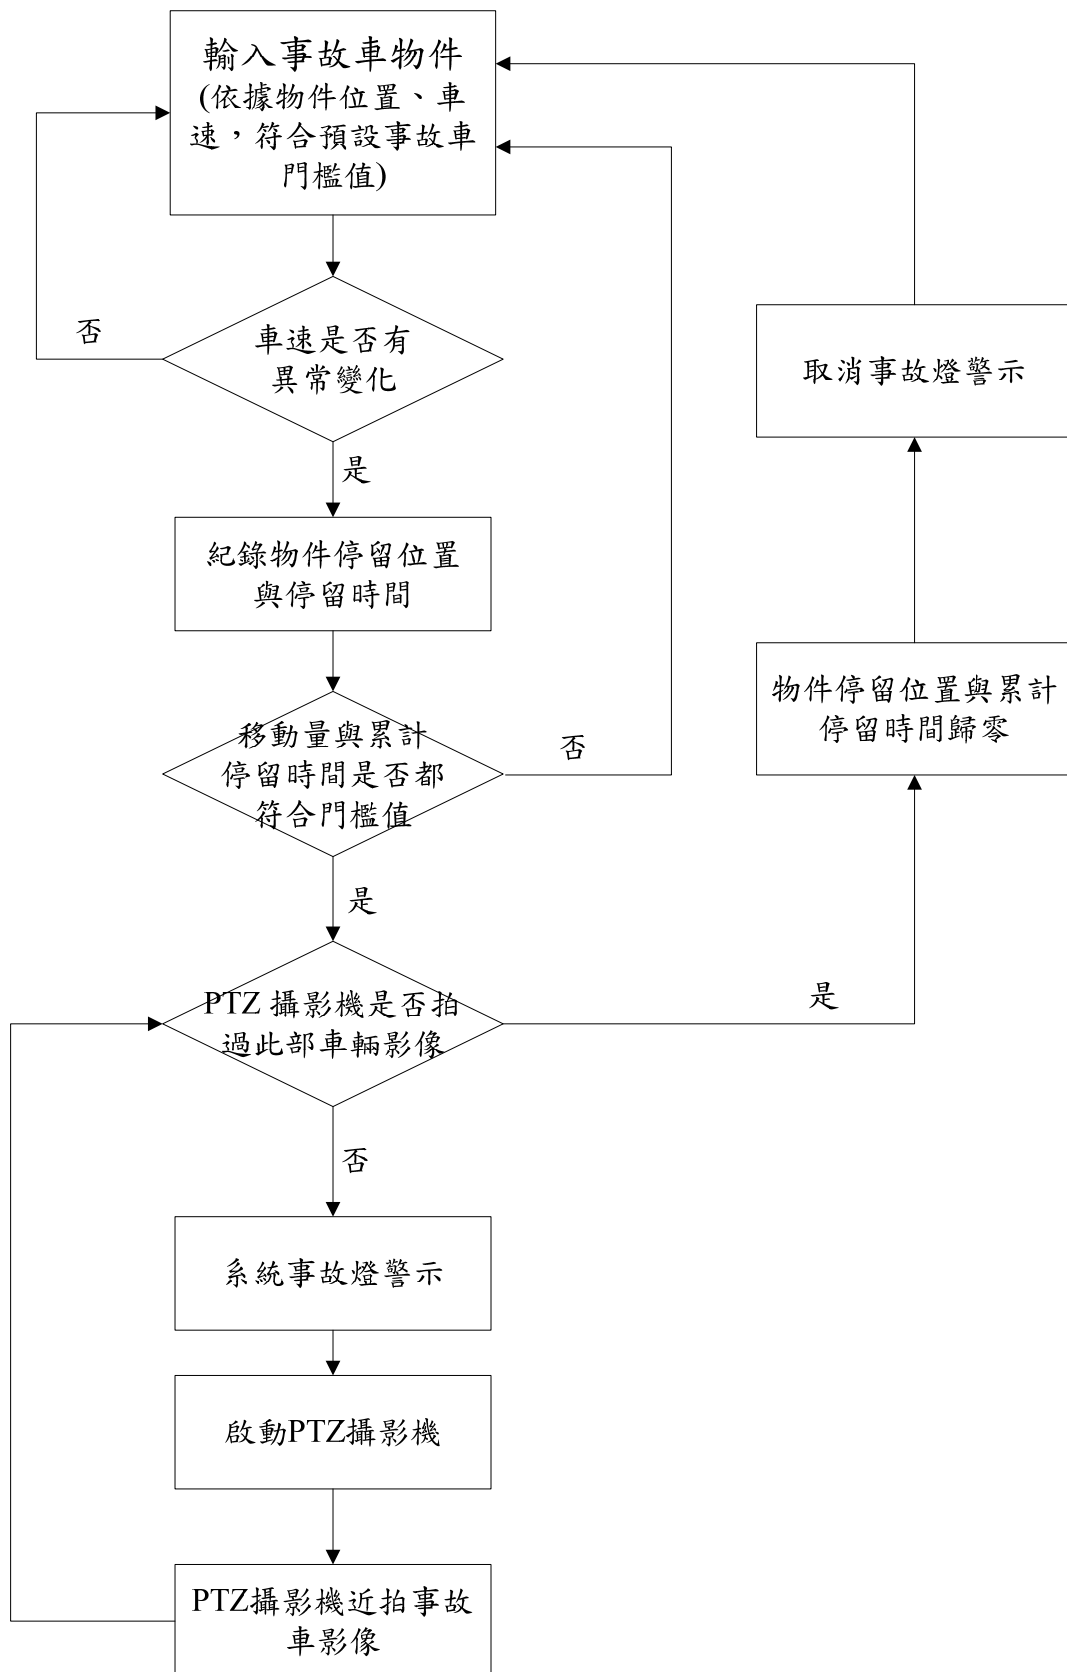 輸入事故車物件
(依據物件位置、車
速，符合預設事故車
門檻值)
否
車速是否有
異常變化
是
取消事故燈警示
紀錄物件停留位置
與停留時間
物件停留位置與累計
停留時間歸零
移動量與累計
停留時間是否都
符合門檻值
否
是
PTZ 攝影機是否拍
過此部車輛影像
是
否
系統事故燈警示
啟動PTZ攝影機
PTZ攝影機近拍事故
車影像